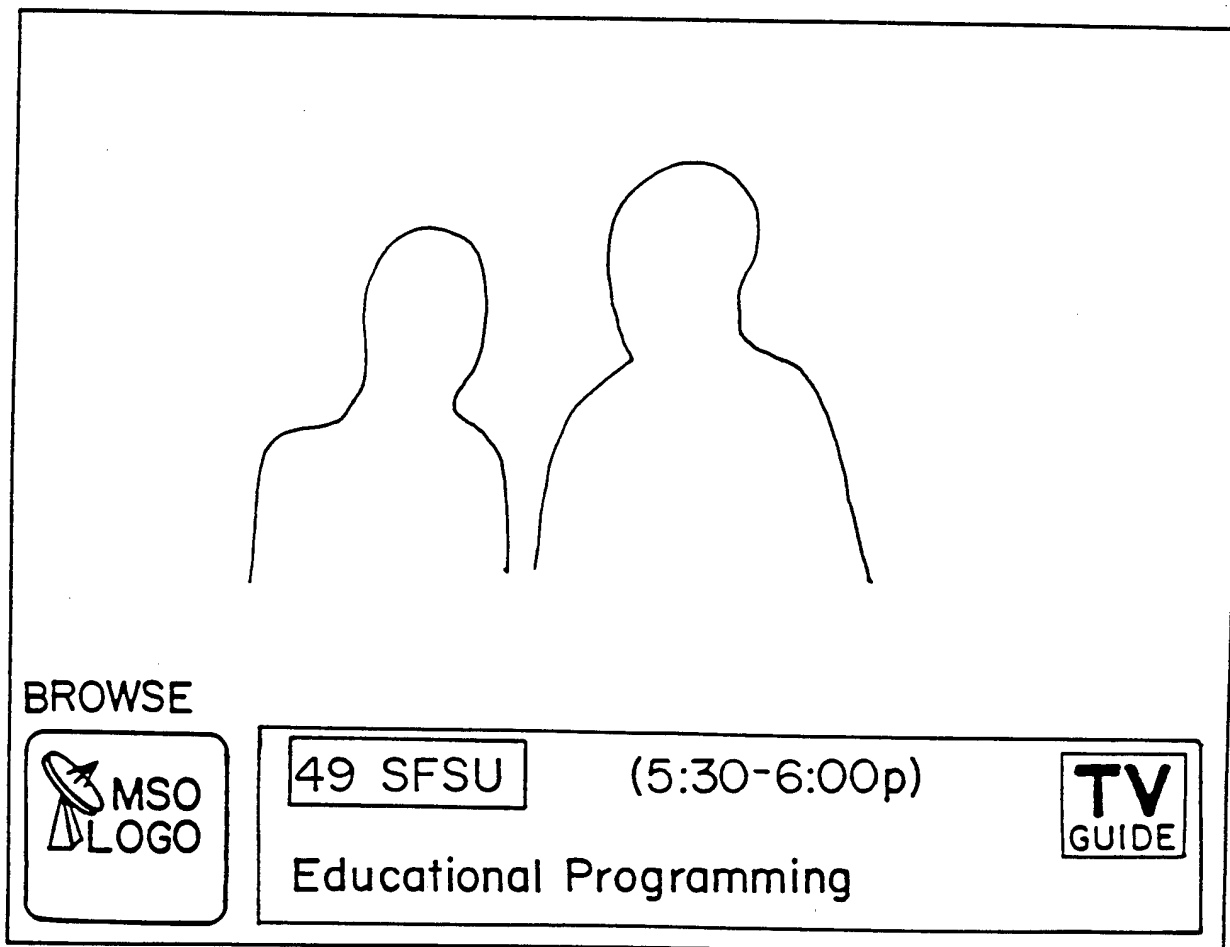 BROWSE
MSO
LOGO
49 SFSU (5:30-6:00p)
Educational Programming
TV
GUIDE